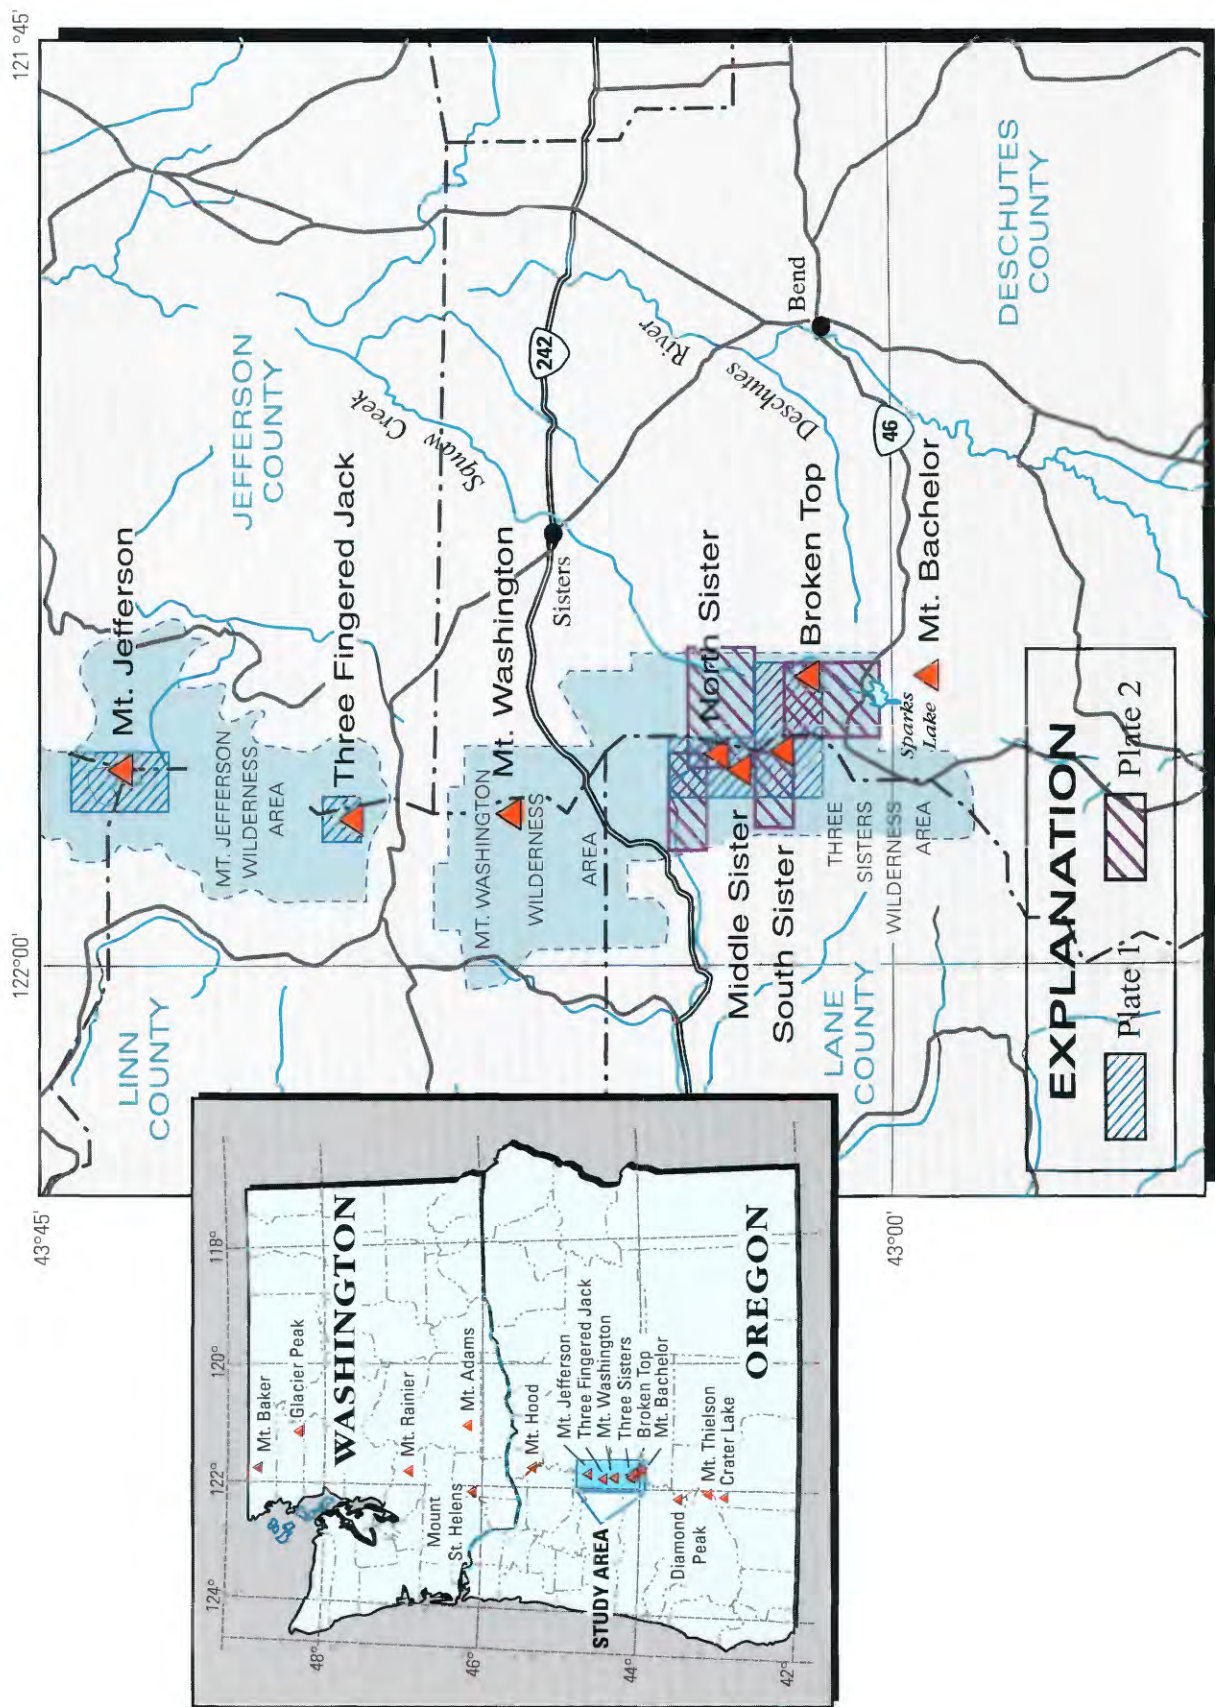 121°45'
122°00'
43°45'
43°00'
LINN
COUNTY
JEFFERSON
COUNTY
Mt. Jefferson
MT. JEFFERSON
WILDERNESS
AREA
Three Fingered Jack
Squaw Creek
Mt. Washington
MT. WASHINGTON
WILDERNESS
AREA
242
Sisters
Deschutes River
North Sister
Middle Sister
South Sister
Broken Top
Bend
THREE
SISTERS
WILDERNESS
AREA
LANE
COUNTY
Sparks
Lake
46
Mt. Bachelor
DESCHUTES
COUNTY
EXPLANATION
Plate 1
Plate 2
124°
122°
120°
118°
48°
46°
44°
42°
WASHINGTON
Mt. Baker
Glacier Peak
Mt. Rainier
Mount
St. Helens
Mt. Adams
Mt. Hood
Mt. Jefferson
Three Fingered Jack
Mt. Washington
Three Sisters
Broken Top
Mt. Bachelor
STUDY AREA
Diamond
Peak
Mt. Thielson
Crater Lake
OREGON